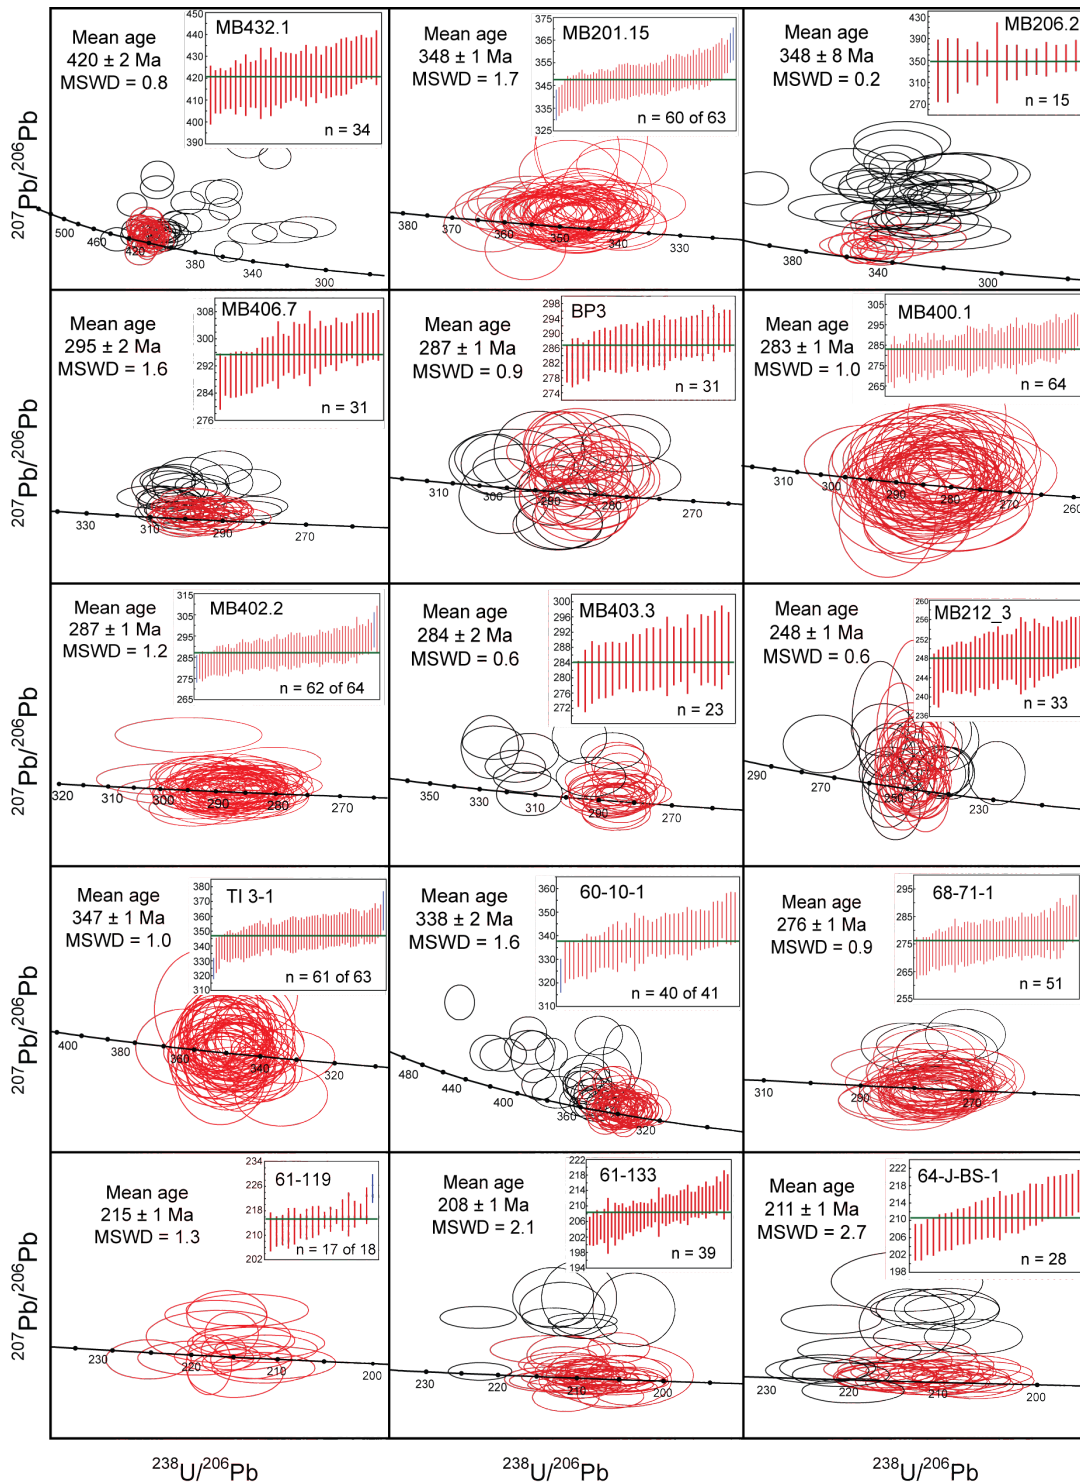 MB432.1
Mean age
420 ± 2 Ma
MSWD = 0.8
440
430
420
410
400
390
n = 34
500
460
420
380
340
300
207Pb/206Pb
MB201.15
Mean age
348 ± 1 Ma
MSWD = 1.7
375
365
355
345
335
325
n = 60 of 63
380
370
360
350
340
330
MB206.2
Mean age
348 ± 8 Ma
MSWD = 0.2
430
390
350
310
270
n = 15
380
340
300
MB406.7
Mean age
295 ± 2 Ma
MSWD = 1.6
308
300
292
284
276
n = 31
330
310
290
270
207Pb/206Pb
BP3
Mean age
287 ± 1 Ma
MSWD = 0.9
298
294
290
286
282
278
274
n = 31
310
300
290
280
270
MB400.1
Mean age
283 ± 1 Ma
MSWD = 1.0
305
295
285
275
265
n = 64
310
300
290
280
270
260
MB402.2
Mean age
287 ± 1 Ma
MSWD = 1.2
315
305
295
285
275
265
n = 62 of 64
320
310
300
290
280
270
207Pb/206Pb
MB403.3
Mean age
284 ± 2 Ma
MSWD = 0.6
300
296
292
288
284
280
276
272
n = 23
350
330
310
290
270
MB212_3
Mean age
248 ± 1 Ma
MSWD = 0.6
260
256
252
248
244
240
236
n = 33
290
270
250
230
TI 3-1
Mean age
347 ± 1 Ma
MSWD = 1.0
380
370
360
350
340
330
320
310
n = 61 of 63
400
380
360
340
320
207Pb/206Pb
60-10-1
Mean age
338 ± 2 Ma
MSWD = 1.6
360
350
340
330
320
310
n = 40 of 41
480
440
400
360
320
68-71-1
Mean age
276 ± 1 Ma
MSWD = 0.9
295
285
275
265
255
n = 51
310
290
270
61-119
Mean age
215 ± 1 Ma
MSWD = 1.3
234
226
218
210
202
n = 17 of 18
230
220
210
200
207Pb/206Pb
61-133
Mean age
208 ± 1 Ma
MSWD = 2.1
222
218
214
210
206
202
198
194
n = 39
230
220
210
200
64-J-BS-1
Mean age
211 ± 1 Ma
MSWD = 2.7
222
218
214
210
206
202
198
n = 28
230
220
210
200
238U/206Pb
238U/206Pb
238U/206Pb